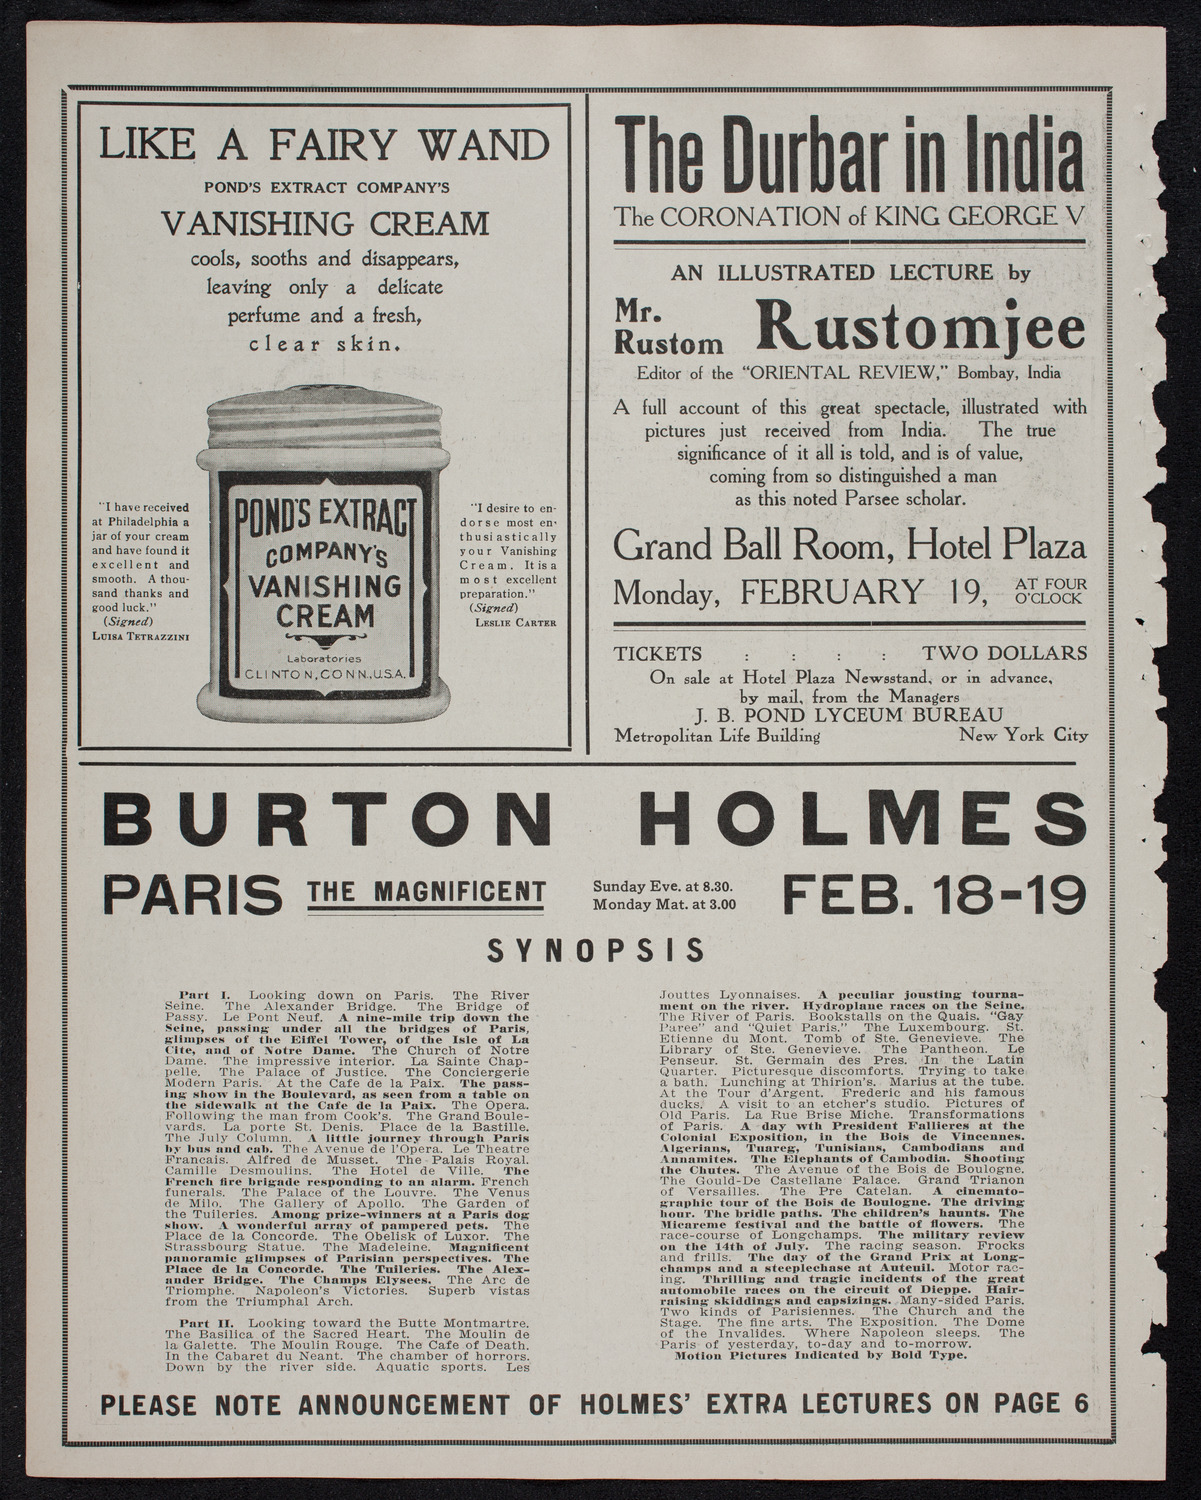 LIKE A FAIRY WAND
POND'S EXTRACT COMPANY'S
VANISHING CREAM
cools, sooths and disappears,
leaving only a delicate
perfume and a fresh,
clear skin.
"I have received
at Philadelphia a
jar of your cream
and have found it
excellent and
smooth. A thou-
sand thanks and
good luck."
(Signed)
LUISA TETRAZZINI
POND'S EXTRACT
COMPANY'S
VANISHING
CREAM
Laboratories
CLINTON, CONN., U.S.A.
"I desire to en-
dorse most en-
thusiastically
your Vanishing
Cream. It is a
most excellent
preparation."
(Signed)
LESLIE CARTER
The Durbar in India
The CORONATION of KING GEORGE V
AN ILLUSTRATED LECTURE by
Mr. Rustom Rustomjee
Editor of the "ORIENTAL REVIEW," Bombay, India
A full account of this great spectacle, illustrated with
pictures just received from India. The true
significance of it all is told, and is of value,
coming from so distinguished a man
as this noted Parsee scholar.
Grand Ball Room, Hotel Plaza
Monday, FEBRUARY 19, AT FOUR O'CLOCK
TICKETS : : : : TWO DOLLARS
On sale at Hotel Plaza Newsstand, or in advance,
by mail, from the Managers
J. B. POND LYCEUM BUREAU
Metropolitan Life Building New York City
BURTON HOLMES
PARIS THE MAGNIFICENT Sunday Eve. at 8.30. Monday Mat. at 3.00 FEB. 18-19
SYNOPSIS
Part I. Looking down on Paris. The River
Seine. The Alexander Bridge. The Bridge of
Passy. Le Pont Neuf. A nine-mile trip down the
Seine, passing under all the bridges of Paris,
glimpses of the Eiffel Tower, of the Isle of La
Cite, and of Notre Dame. The Church of Notre
Dame. The impressive interior. La Sainte Chap-
pelle. The Palace of Justice. The Conciergerie
Modern Paris. At the Cafe de la Paix. The pass-
ing show in the Boulevard, as seen from a table on
the sidewalk at the Cafe de la Paix. The Opera.
Following the man from Cook's. The Grand Boule-
vards. La porte St. Denis. Place de la Bastille.
The July Column. A little journey through Paris
by bus and cab. The Avenue de l'Opera. Le Theatre
Francais. Alfred de Musset. The Palais Royal.
Camille Desmoulins. The Hotel de Ville. The
French fire brigade responding to an alarm. French
funerals. The Palace of the Louvre. The Venus
de Milo. The Gallery of Apollo. The Garden of
the Tuileries. Among prize-winners at a Paris dog
show. A wonderful array of pampered pets. The
Place de la Concorde. The Obelisk of Luxor. The
Strassbourg Statue. The Madeleine. Magnificent
panoramic glimpses of Parisian perspectives. The
Place de la Concorde. The Tuileries. The Alex-
ander Bridge. The Champs Elysees. The Arc de
Triomphe. Napoleon's Victories. Superb vistas
from the Triumphal Arch.
Part II. Looking toward the Butte Montmartre.
The Basilica of the Sacred Heart. The Moulin de
la Galette. The Moulin Rouge. The Cafe of Death.
In the Cabaret du Neant. The chamber of horrors.
Down by the river side. Aquatic sports. Les
Jouttes Lyonnaises. A peculiar jousting tourna-
ment on the river. Hydroplane races on the Seine.
The River of Paris. Bookstalls on the Quais. "Gay
Paree" and "Quiet Paris." The Luxembourg. St.
Etienne du Mont. Tomb of Ste. Genevieve. The
Library of Ste. Genevieve. The Pantheon. Le
Penseur. St. Germain des Pres. In the Latin
Quarter. Picturesque discomforts. Trying to take
a bath. Lunching at Thirion's. Marius at the tube.
At the Tour d'Argent. Frederic and his famous
ducks. A visit to an etcher's studio. Pictures of
Old Paris. La Rue Brise Miche. Transformations
of Paris. A day wth President Fallieres at the
Colonial Exposition, in the Bois de Vincennes.
Algerians, Tuareg, Tunisians, Cambodians and
Annamites. The Elephants of Cambodia. Shooting
the Chutes. The Avenue of the Bois de Boulogne.
The Gould-De Castellane Palace. Grand Trianon
of Versailles. The Pre Catelan. A cinemato-
graphic tour of the Bois de Boulogne. The driving
hour. The bridle paths. The children's haunts. The
Micareme festival and the battle of flowers. The
race-course of Longchamps. The military review
on the 14th of July. The racing season. Frocks
and frills. The day of the Grand Prix at Long-
champs and a steeplechase at Auteuil. Motor rac-
ing. Thrilling and tragic incidents of the great
automobile races on the circuit of Dieppe. Hair-
raising skiddings and capsizings. Many-sided Paris.
Two kinds of Parisiennes. The Church and the
Stage. The fine arts. The Exposition. The Dome
of the Invalides. Where Napoleon sleeps. The
Paris of yesterday, to-day and to-morrow.
Motion Pictures Indicated by Bold Type.
PLEASE NOTE ANNOUNCEMENT OF HOLMES' EXTRA LECTURES ON PAGE 6